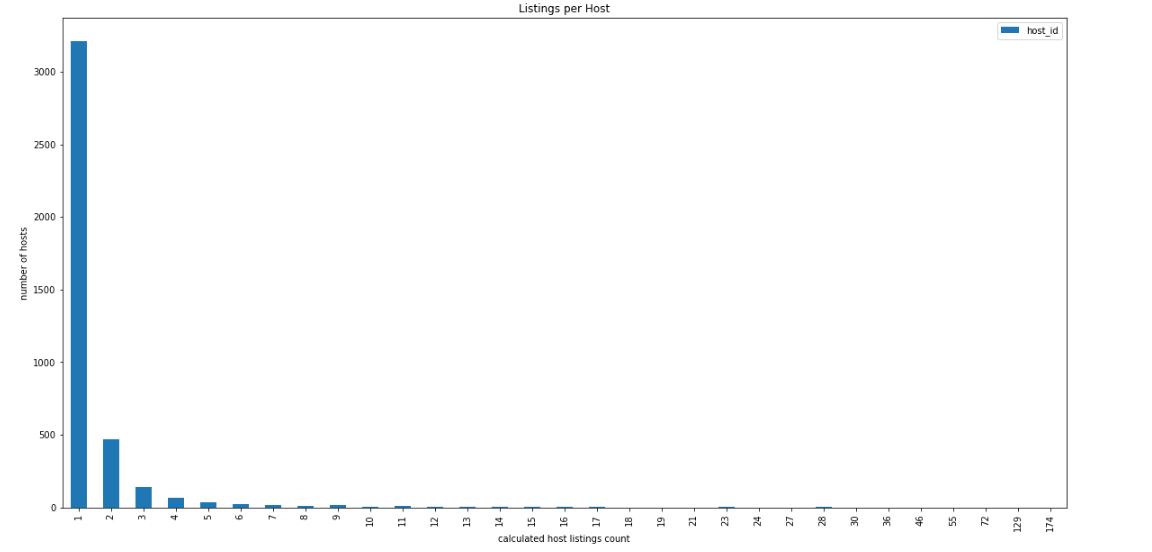 Listings per Host
host_id
number of hosts
3000
2500
2000
1500
1000
500
0
1 2 3 4 5 6 7 8 9 10 11 12 13 14 15 16 17 18 19 21 23 24 27 28 30 36 46 55 72 129 174
calculated host listings count